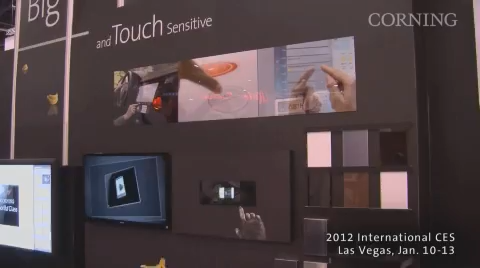 Big
and Touch Sensitive
CORNING
2012 International CES
Las Vegas, Jan. 10-13